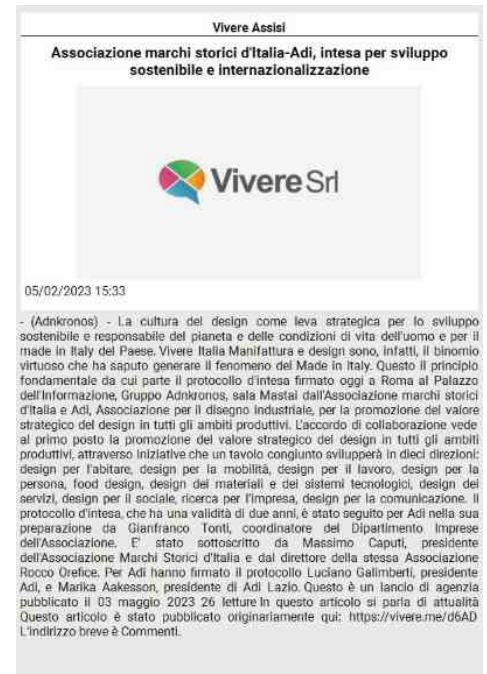 Vivere Assisi
Associazione marchi storici d'Italia-Adi, intesa per sviluppo
sostenibile e internazionalizzazione
Vivere Srl
05/02/2023 15:33
- (Adnkronos) - La cultura del design come leva strategica per lo sviluppo
sostenibile e responsabile del pianeta e delle condizioni di vita dell'uomo e per il
made in Italy del Paese. Vivere Italia Manifattura e design sono, infatti, il binomio
virtuoso che ha saputo generare il fenomeno del Made in Italy. Questo il principio
fondamentale da cui parte il protocollo d'intesa firmato oggi a Roma al Palazzo
dell'Informazione, Gruppo Adnkronos, sala Mastai dall'Associazione marchi storici
d'Italia e Adi, Associazione per il disegno industriale, per la promozione del valore
strategico del design in tutti gli ambiti produttivi. L'accordo di collaborazione vede
al primo posto la promozione del valore strategico del design in tutti gli ambiti
produttivi, attraverso iniziative che un tavolo congiunto svilupperà in dieci direzioni:
design per l'abitare, design per la mobilità, design per il lavoro, design per la
persona, food design, design dei materiali e dei sistemi tecnologici, design dei
servizi, design per il sociale, ricerca per l'impresa, design per la comunicazione. Il
protocollo d'intesa, che ha una validità di due anni, è stato seguito per Adi nella sua
preparazione da Gianfranco Tonti, coordinatore del Dipartimento Imprese
dell'Associazione. E' stato sottoscritto da Massimo Caputi, presidente
dell'Associazione Marchi Storici d'Italia e dal direttore della stessa Associazione
Rocco Orefice. Per Adi hanno firmato il protocollo Luciano Galimberti, presidente
Adi, e Marika Aakesson, presidente di Adi Lazio. Questo è un lancio di agenzia
pubblicato il 03 maggio 2023 26 letture In questo articolo si parla di attualità
Questo articolo è stato pubblicato originariamente qui: https://vivere.me/d6AD
L'indirizzo breve è Commenti.